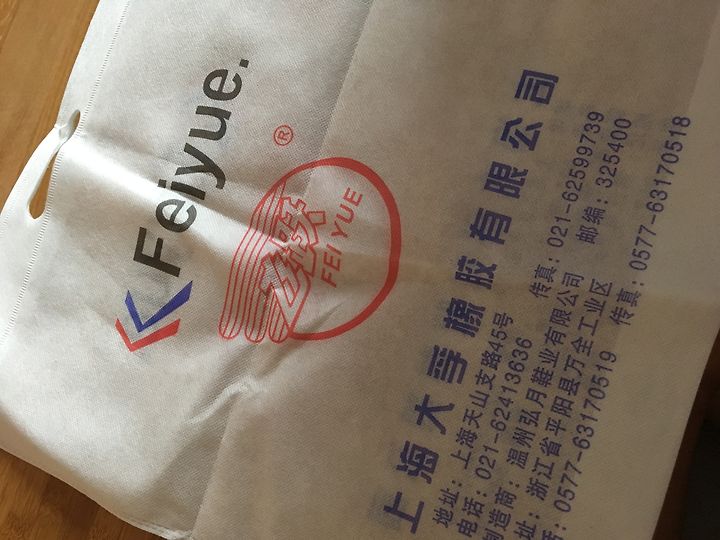 Feiyue.
®
飞跃
FEI YUE
上海大孚橡胶有限公司
地址：上海天山支路45号
电话：021-62413636 传真：021-62599739
制造商：温州弘月鞋业有限公司 邮编：325400
址：浙江省平阳县万全工业区
0577-63170519 传真：0577-63170518